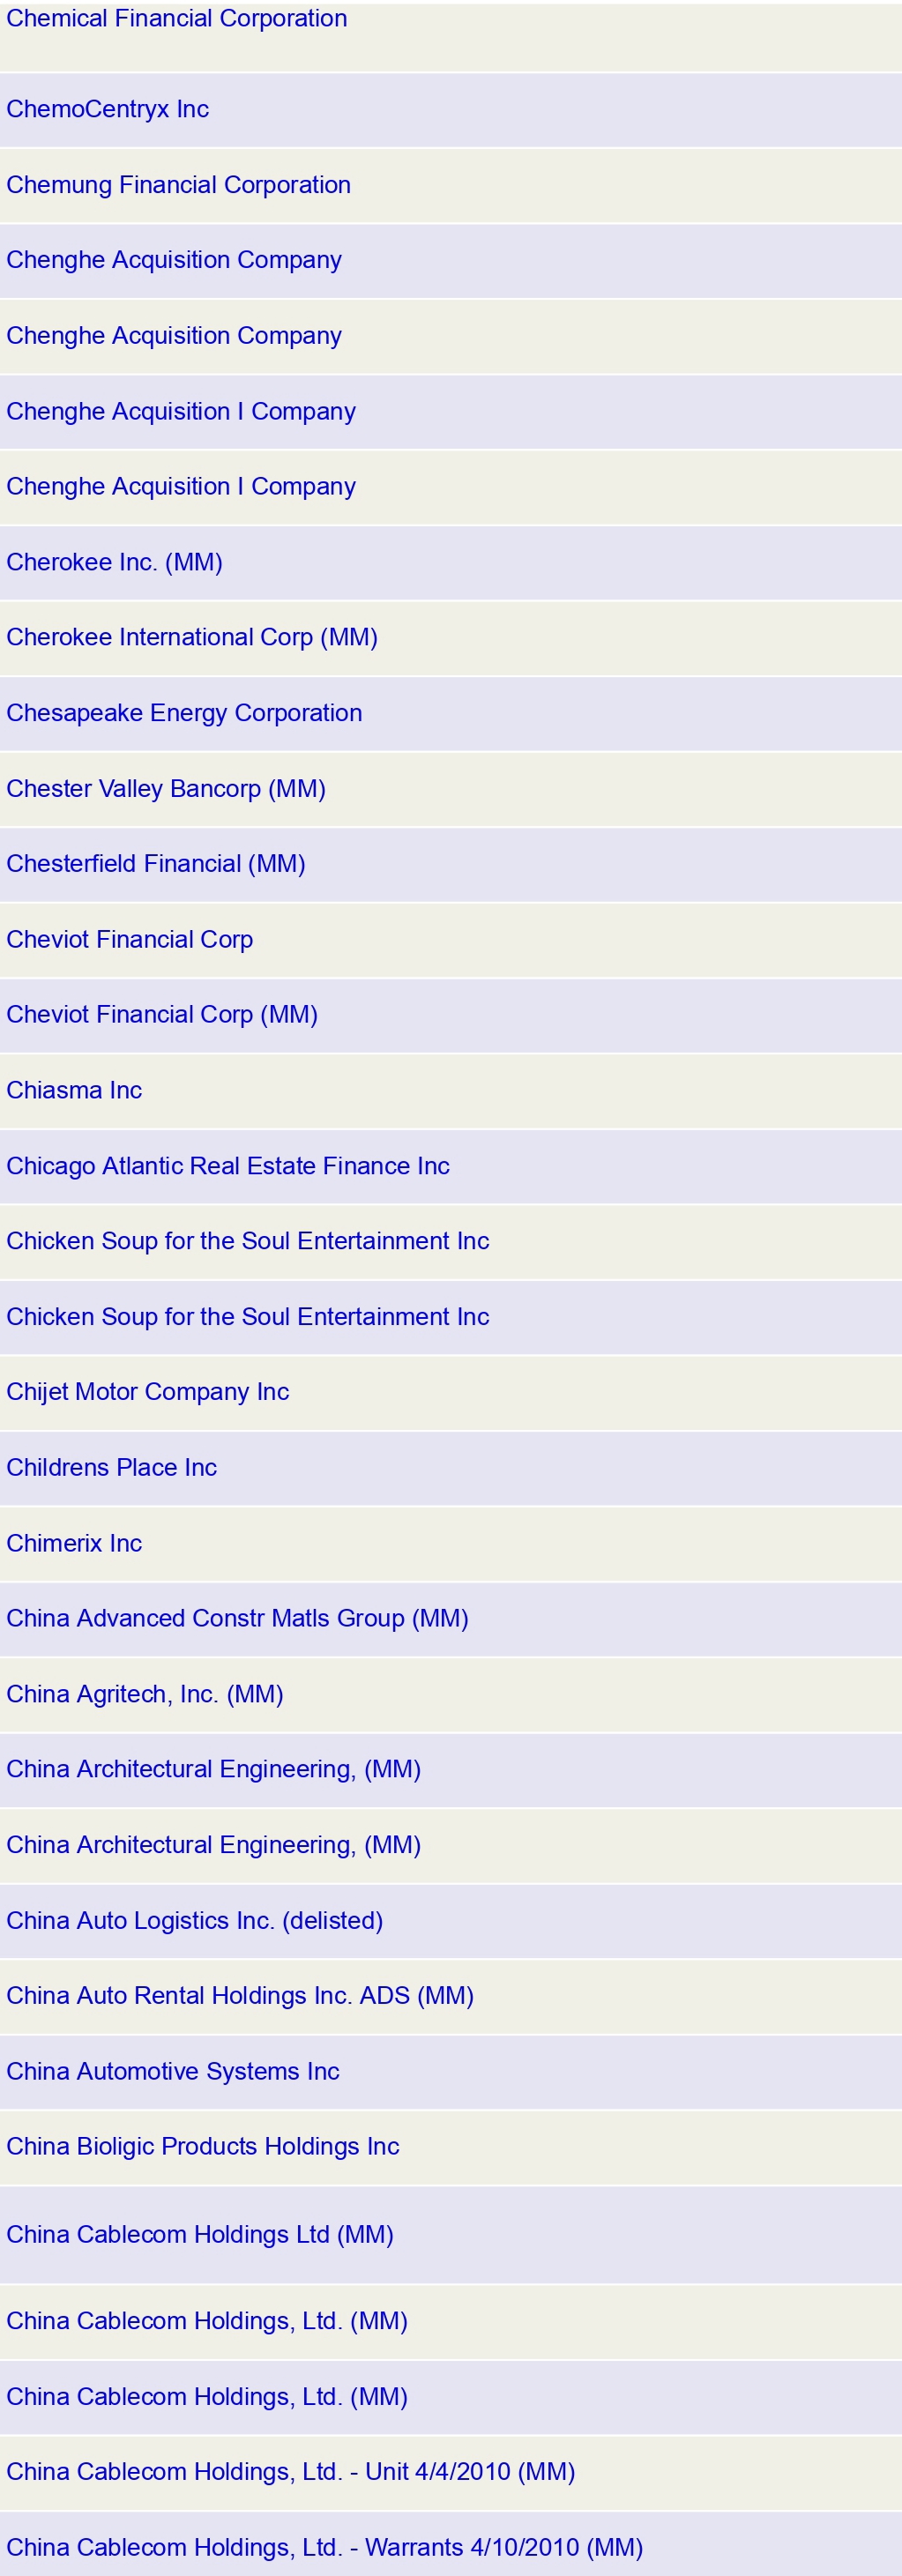 Chemical Financial Corporation
ChemoCentryx Inc
Chemung Financial Corporation
Chenghe Acquisition Company
Chenghe Acquisition Company
Chenghe Acquisition I Company
Chenghe Acquisition I Company
Cherokee Inc. (MM)
Cherokee International Corp (MM)
Chesapeake Energy Corporation
Chester Valley Bancorp (MM)
Chesterfield Financial (MM)
Cheviot Financial Corp
Cheviot Financial Corp (MM)
Chiasma Inc
Chicago Atlantic Real Estate Finance Inc
Chicken Soup for the Soul Entertainment Inc
Chicken Soup for the Soul Entertainment Inc
Chijet Motor Company Inc
Childrens Place Inc
Chimerix Inc
China Advanced Constr Matls Group (MM)
China Agritech, Inc. (MM)
China Architectural Engineering, (MM)
China Architectural Engineering, (MM)
China Auto Logistics Inc. (delisted)
China Auto Rental Holdings Inc. ADS (MM)
China Automotive Systems Inc
China Bioligic Products Holdings Inc
China Cablecom Holdings Ltd (MM)
China Cablecom Holdings, Ltd. (MM)
China Cablecom Holdings, Ltd. (MM)
China Cablecom Holdings, Ltd. - Unit 4/4/2010 (MM)
China Cablecom Holdings, Ltd. - Warrants 4/10/2010 (MM)